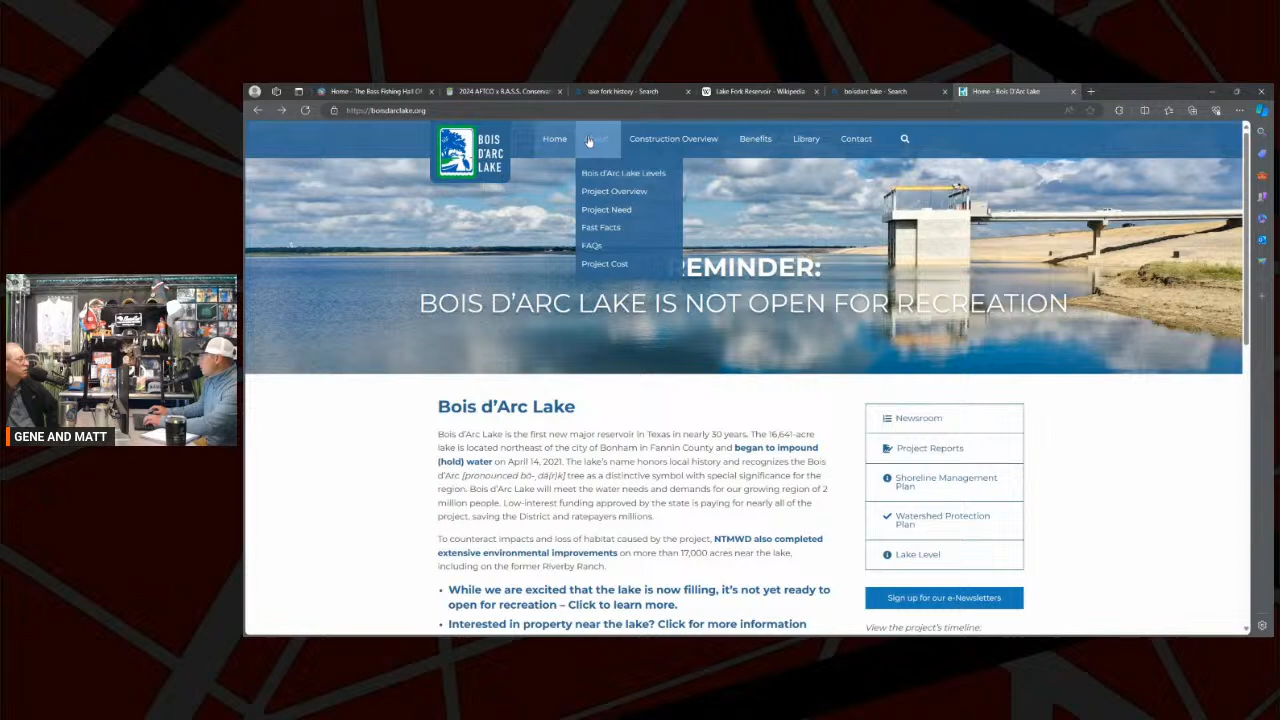 Home - The Bass Fishing Hall Of
2024 AFTCO x B.A.S.S. Conservat
lake fork history - Search
Lake Fork Reservoir - Wikipedia
boisdarc lake - Search
Home - Bois D'Arc Lake
https://boisdarclake.org
BOIS
D'ARC
LAKE
Home
Construction Overview
Benefits
Library
Contact
Bois d'Arc Lake Levels
Project Overview
Project Need
Fast Facts
FAQs
Project Cost
REMINDER:
BOIS D'ARC LAKE IS NOT OPEN FOR RECREATION
Bois d'Arc Lake
Bois d'Arc Lake is the first new major reservoir in Texas in nearly 30 years. The 16,641-acre
lake is located northeast of the city of Bonham in Fannin County and began to impound
(hold) water on April 14, 2021. The lake's name honors local history and recognizes the Bois
d'Arc [pronounced bō-ˌdä(r)k] tree as a distinctive symbol with special significance for the
region. Bois d'Arc Lake will meet the water needs and demands for our growing region of 2
million people. Low-interest funding approved by the state is paying for nearly all of the
project, saving the District and ratepayers millions.
To counteract impacts and loss of habitat caused by the project, NTMWD also completed
extensive environmental improvements on more than 17,000 acres near the lake,
including on the former Riverby Ranch.
• While we are excited that the lake is now filling, it's not yet ready to
open for recreation – Click to learn more.
• Interested in property near the lake? Click for more information
Newsroom
Project Reports
Shoreline Management
Plan
Watershed Protection
Plan
Lake Level
Sign up for our e-Newsletters
View the project's timeline:
GENE AND MATT